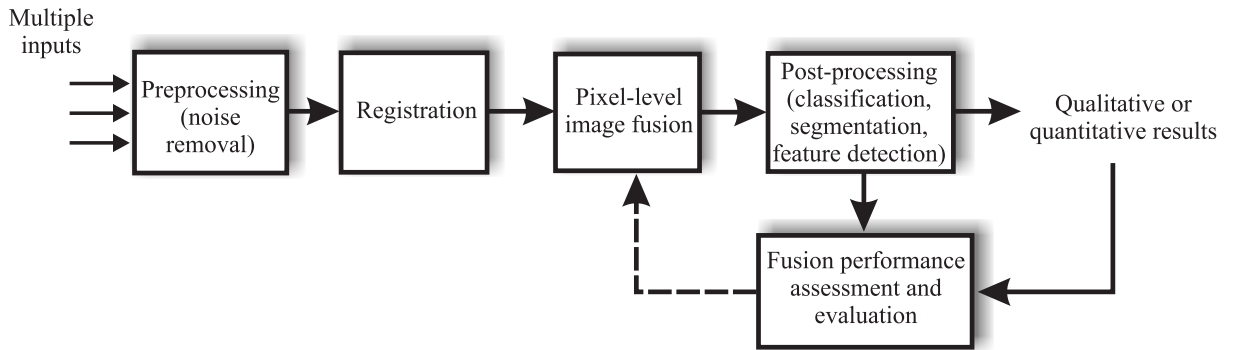 Multiple
inputs
Preprocessing
(noise
removal)
Registration
Pixel-level
image fusion
Post-processing
(classification,
segmentation,
feature detection)
Qualitative or
quantitative results
Fusion performance
assessment and
evaluation